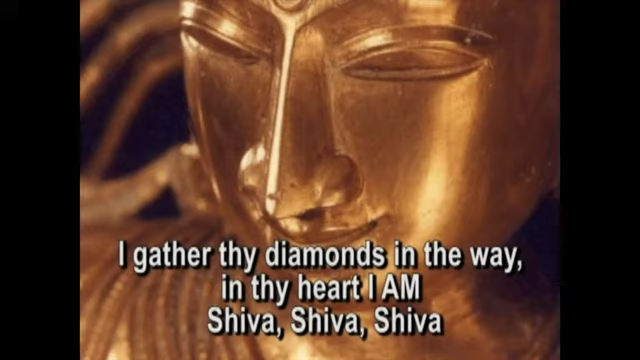 I gather thy diamonds in the way,
in thy heart I AM
Shiva, Shiva, Shiva